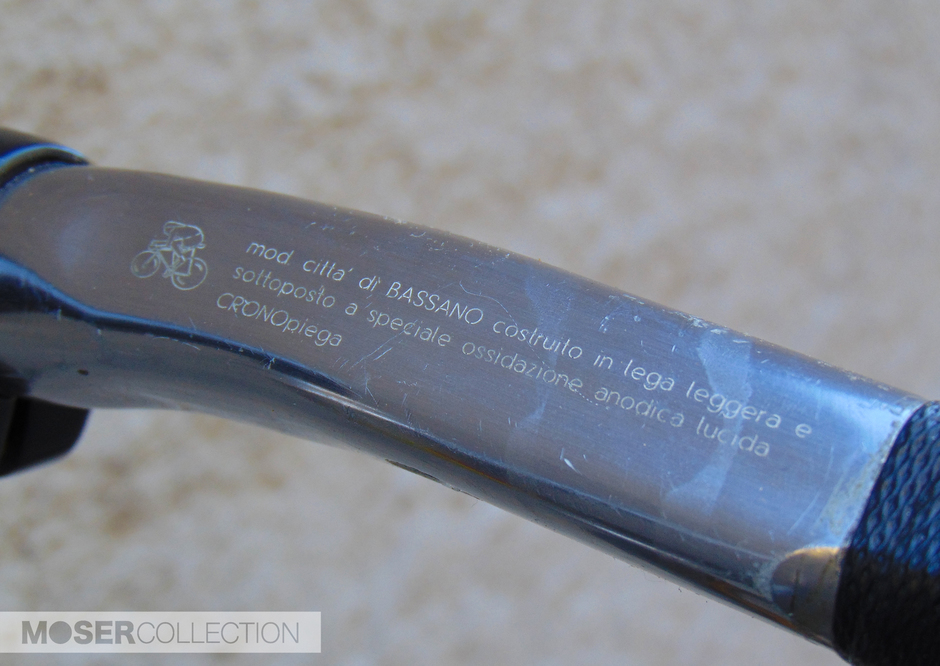 mod. citta' di BASSANO costruito in lega leggera e
sottoposto a speciale ossidazione anodica lucida
CRONOpiega
MOSERCOLLECTION